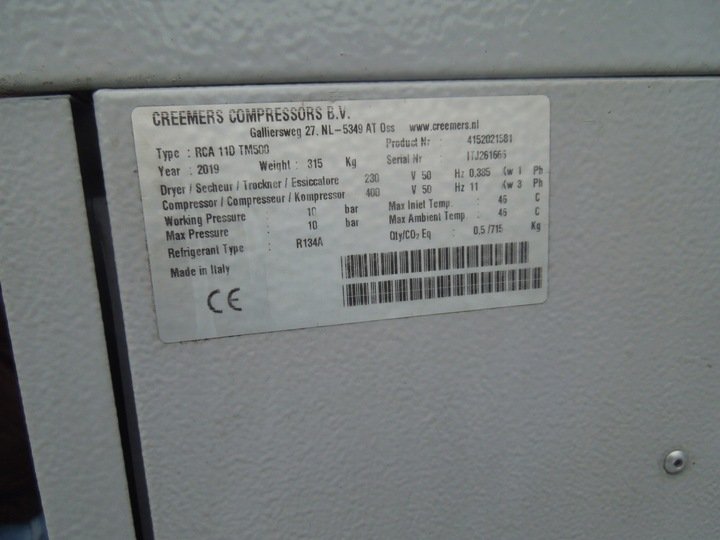 CREEMERS COMPRESSORS B.V.
Galliersweg 27, NL-5349 AT Oss www.creemers.nl
Type : RCA 11D TM500 Product Nr : 4152021581
Year : 2019 Weight : 315 Kg Serial Nr : ITJ261665
Dryer / Secheur / Trockner / Essiccatore 230 V 50 Hz 0,385 Kw 1 Ph
Compressor / Compresseur / Kompressor 400 V 50 Hz 11 Kw 3 Ph
Working Pressure : 10 bar Max Inlet Temp. : 45 C
Max Pressure : 10 bar Max Ambient Temp : 45 C
Refrigerant Type : R134A Qty/CO₂ Eq : 0,5 /715 Kg
Made in Italy
CE